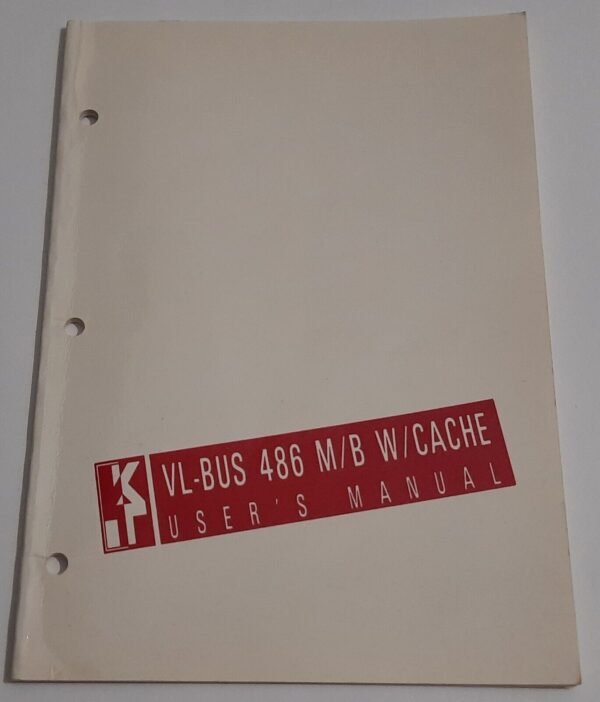 VL-BUS 486 M/B W/CACHE
USER'S MANUAL